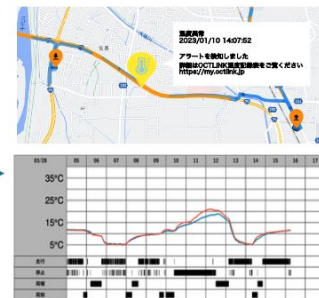 温度異常
2023/01/10 14:07:52
アラートを検知しました
詳細はOCTLINK温度記録表をご覧ください
https://my.octlink.jp
03/28 05 06 07 08 09 10 11 12 13 14 15 16 17
35°C
25°C
15°C
5°C
走行
停止